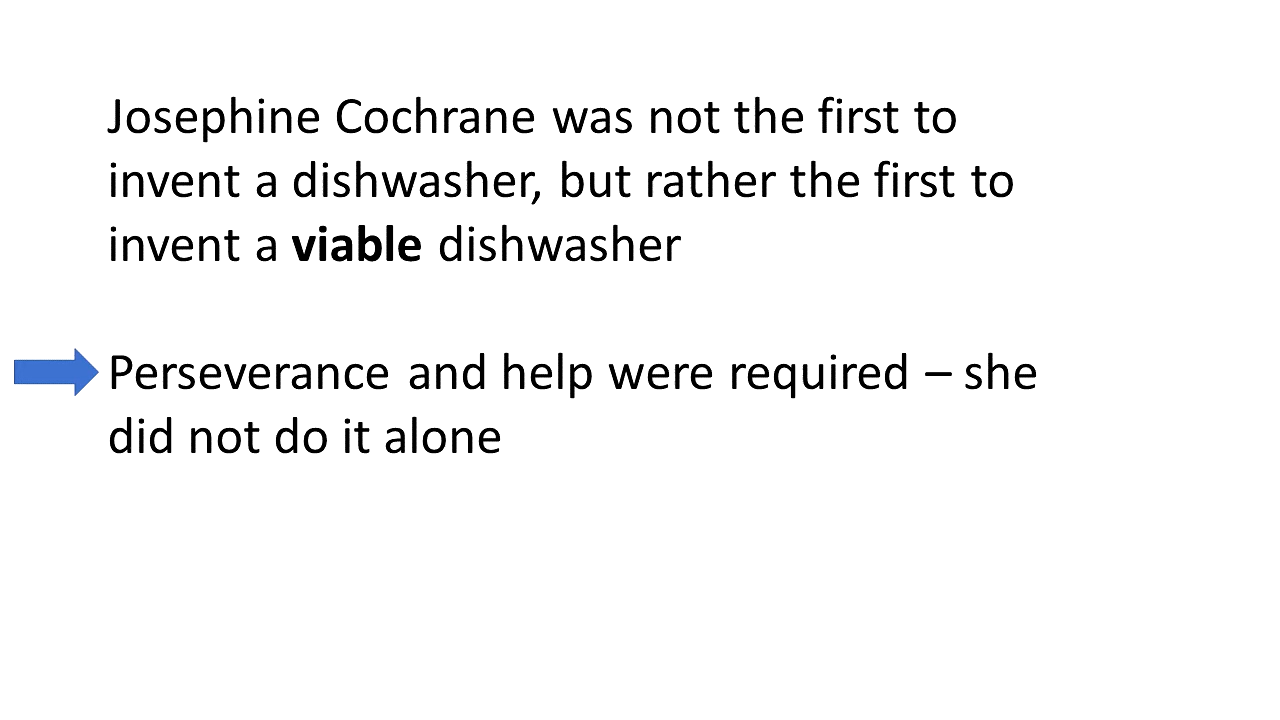 Josephine Cochrane was not the first to
invent a dishwasher, but rather the first to
invent a viable dishwasher
Perseverance and help were required – she
did not do it alone